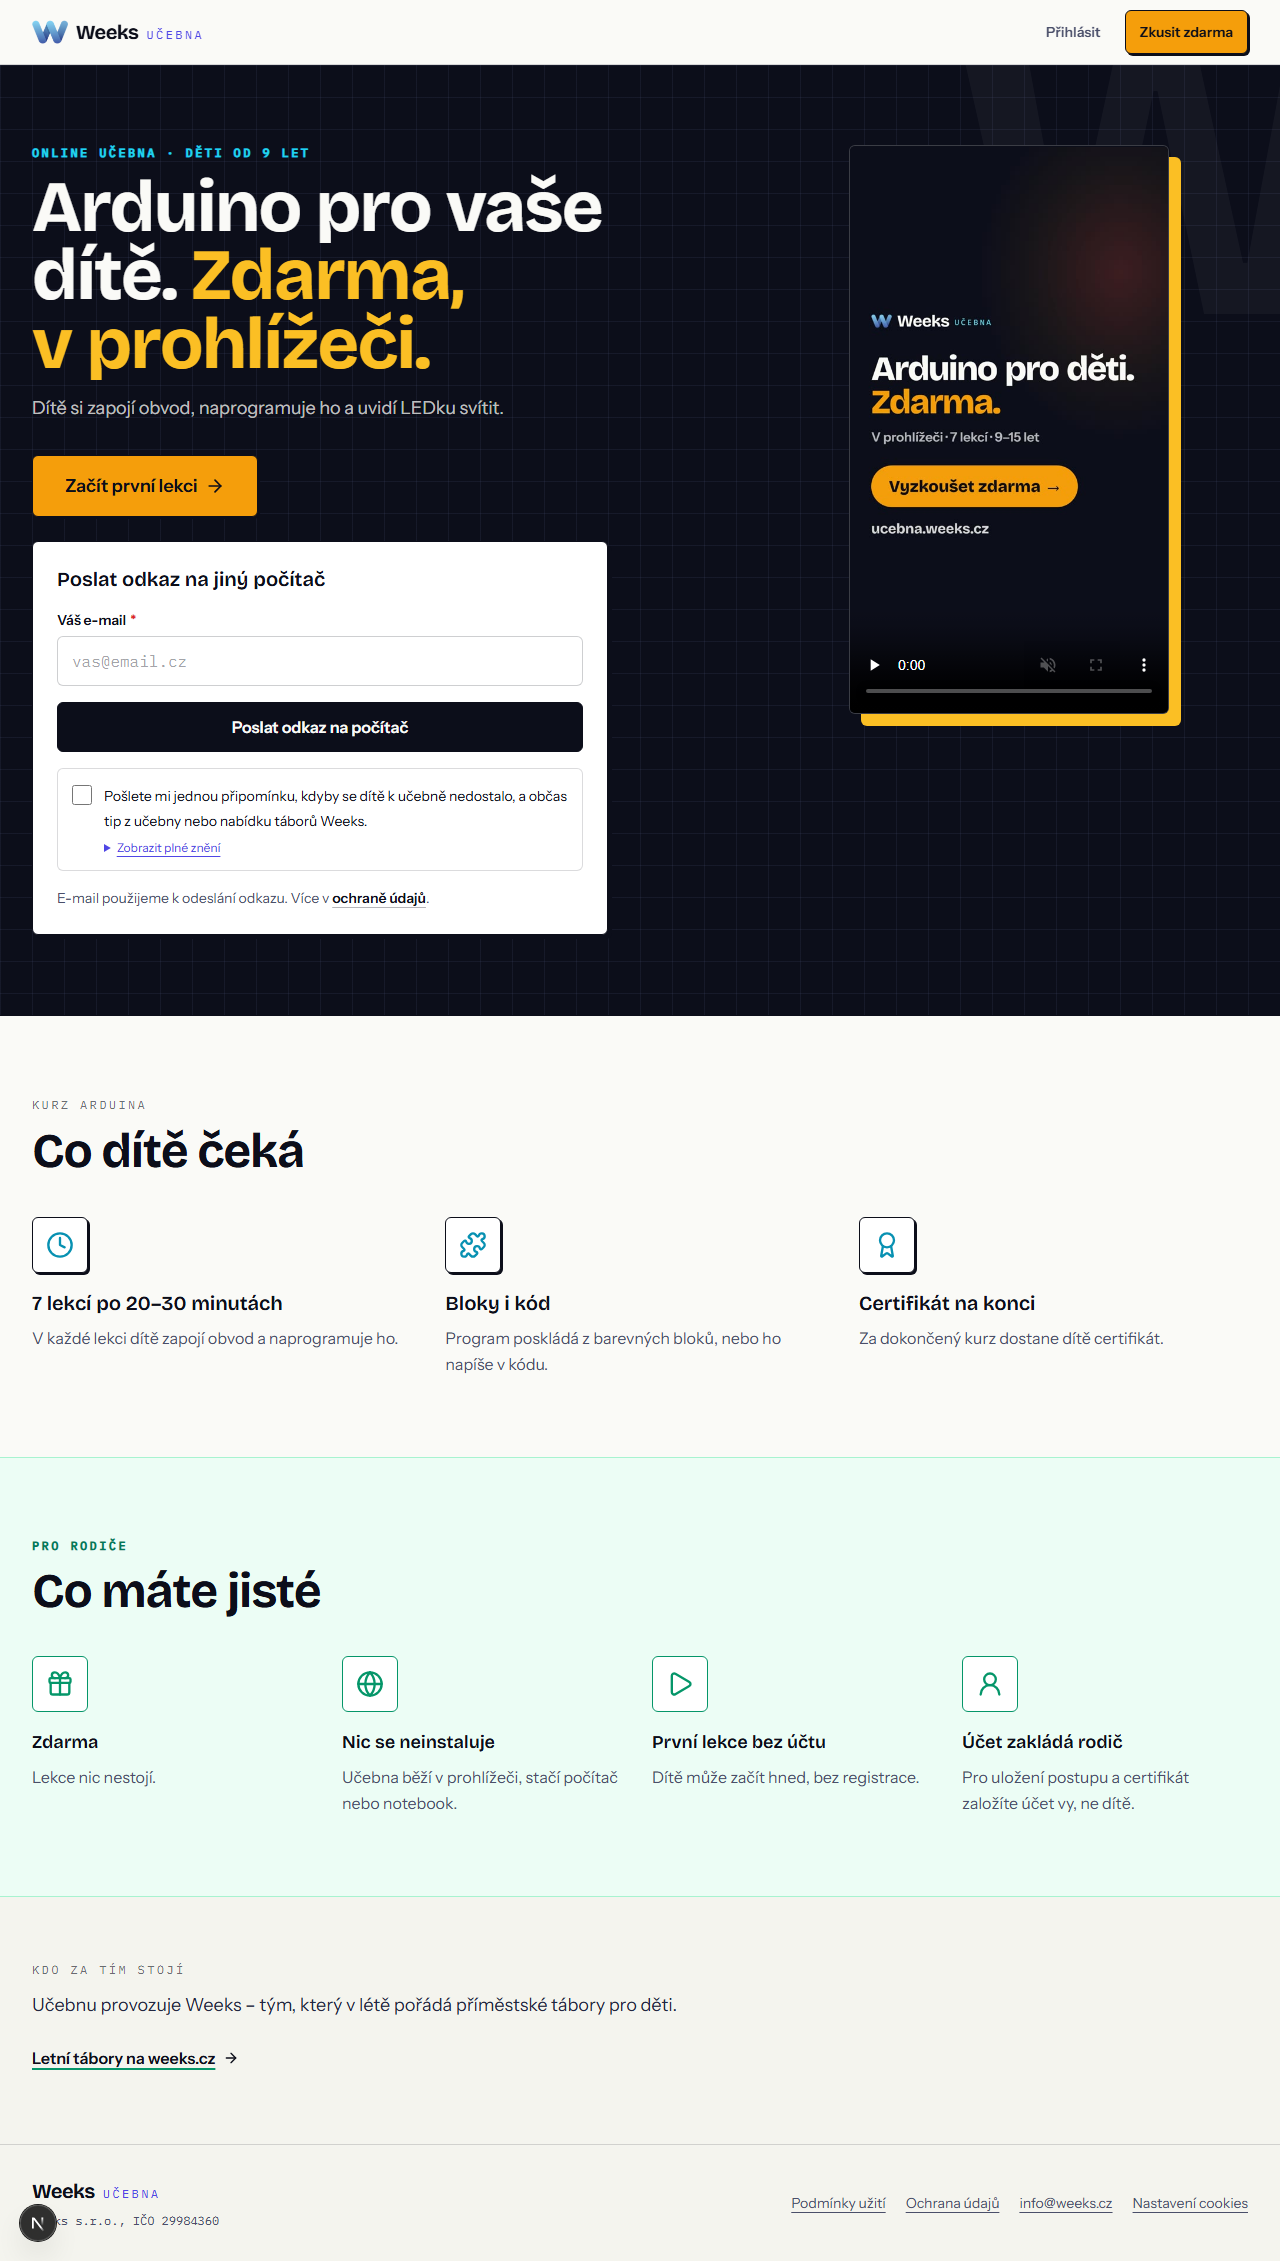 Weeks UČEBNA
Přihlásit
Zkusit zdarma
ONLINE UČEBNA · DĚTI OD 9 LET
Arduino pro vaše
dítě. Zdarma,
v prohlížeči.
Dítě si zapojí obvod, naprogramuje ho a uvidí LEDku svítit.
Začít první lekci →
Poslat odkaz na jiný počítač
Váš e-mail *
vas@email.cz
Poslat odkaz na počítač
Pošlete mi jednou připomínku, kdyby se dítě k učebně nedostalo, a občas
tip z učebny nebo nabídku táborů Weeks.
Zobrazit plné znění
E-mail použijeme k odeslání odkazu. Více v ochraně údajů.
Weeks UČEBNA
Arduino pro děti.
Zdarma.
V prohlížeči · 7 lekcí · 9–15 let
Vyzkoušet zdarma →
ucebna.weeks.cz
0:00
KURZ ARDUINA
Co dítě čeká
7 lekcí po 20–30 minutách
V každé lekci dítě zapojí obvod a naprogramuje ho.
Bloky i kód
Program poskládá z barevných bloků, nebo ho
napíše v kódu.
Certifikát na konci
Za dokončený kurz dostane dítě certifikát.
PRO RODIČE
Co máte jisté
Zdarma
Lekce nic nestojí.
Nic se neinstaluje
Učebna běží v prohlížeči, stačí počítač
nebo notebook.
První lekce bez účtu
Dítě může začít hned, bez registrace.
Účet zakládá rodič
Pro uložení postupu a certifikát
založíte účet vy, ne dítě.
KDO ZA TÍM STOJÍ
Učebnu provozuje Weeks – tým, který v létě pořádá příměstské tábory pro děti.
Letní tábory na weeks.cz →
Weeks UČEBNA
ks s.r.o., IČO 29984360
Podmínky užití
Ochrana údajů
info@weeks.cz
Nastavení cookies